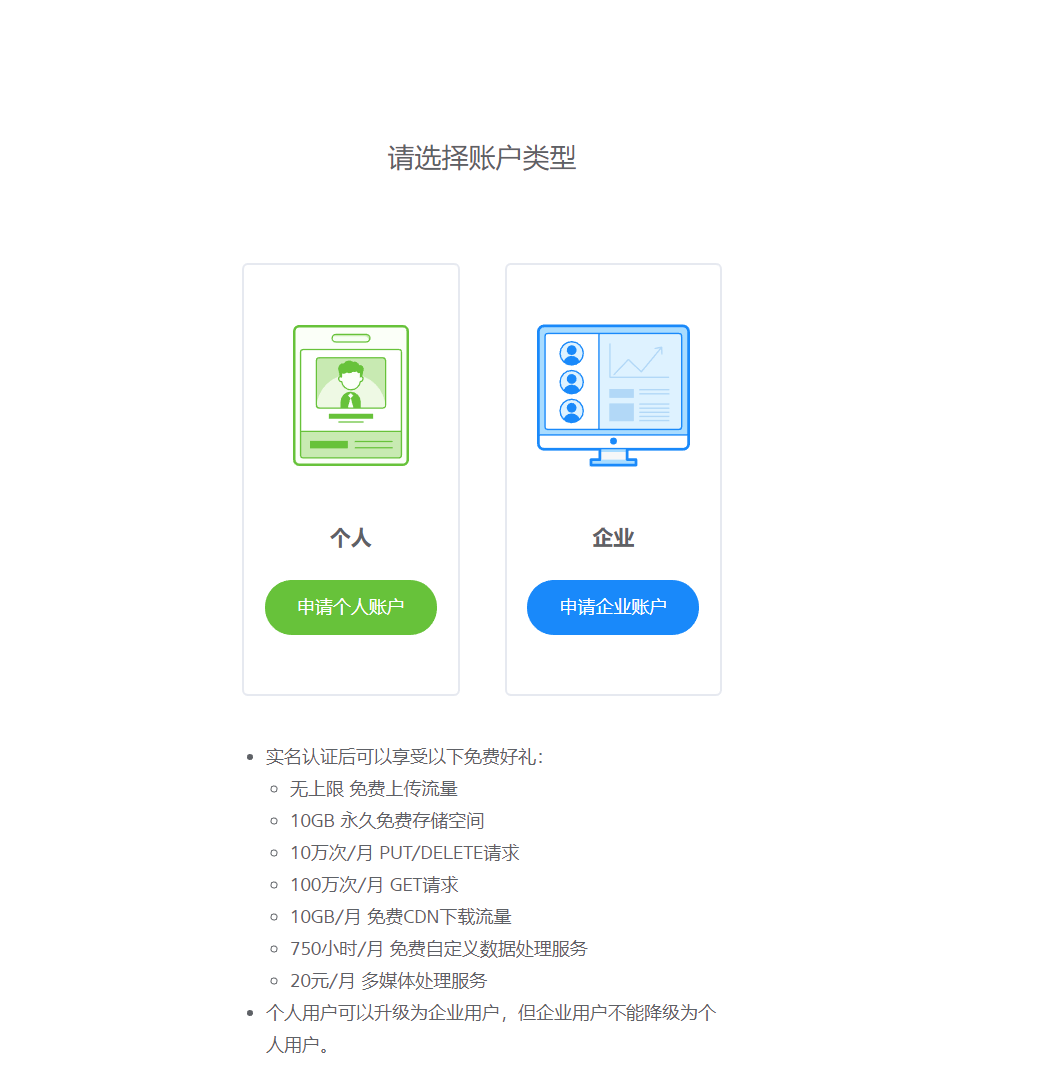 请选择账户类型
个人
企业
申请个人账户
申请企业账户
实名认证后可以享受以下免费好礼：
无上限 免费上传流量
10GB 永久免费存储空间
10万次/月 PUT/DELETE请求
100万次/月 GET请求
10GB/月 免费CDN下载流量
750小时/月 免费自定义数据处理服务
20元/月 多媒体处理服务
个人用户可以升级为企业用户，但企业用户不能降级为个
人用户。